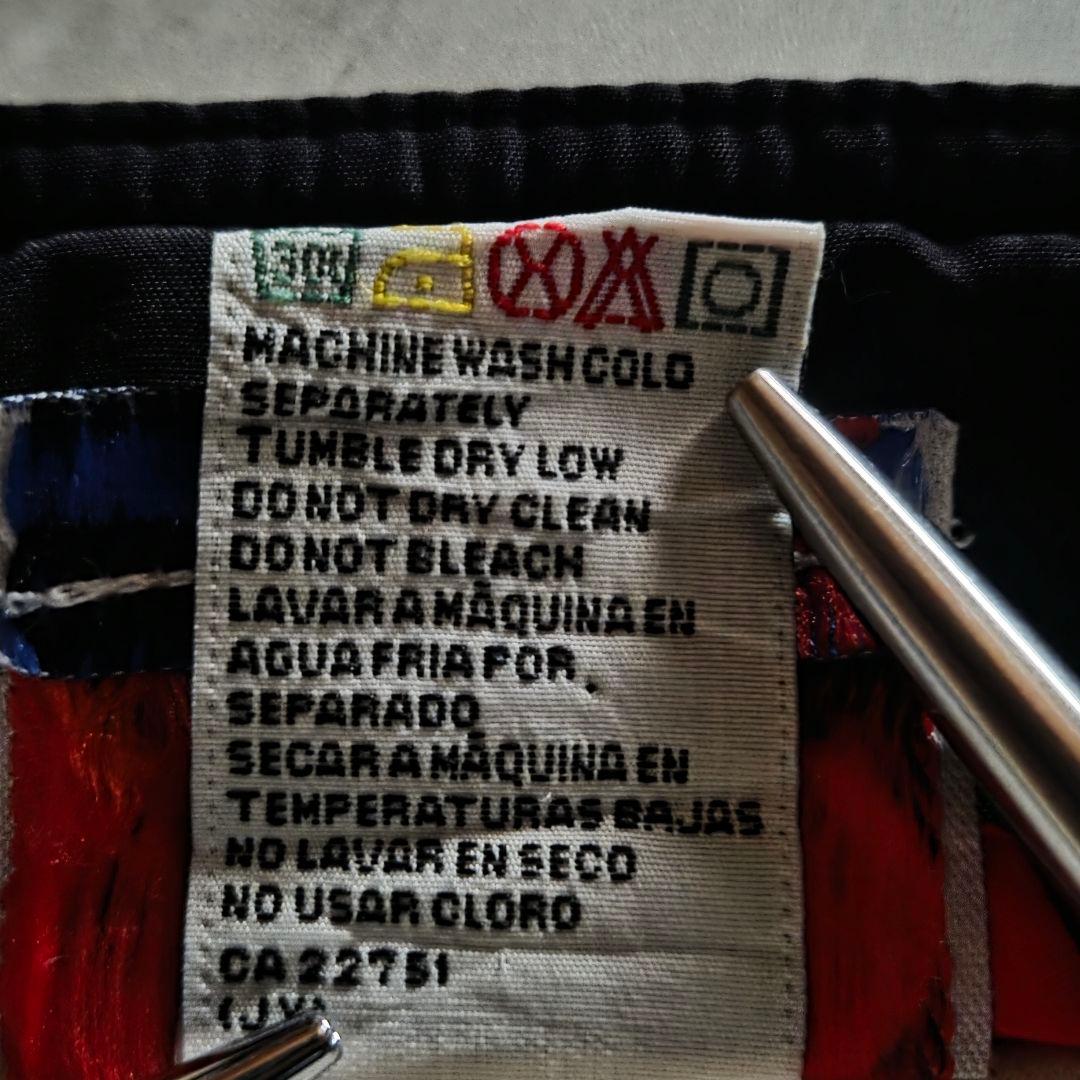 30
MACHINE WASH COLD
SEPARATELY
TUMBLE DRY LOW
DO NOT DRY CLEAN
DO NOT BLEACH
LAVAR A MÁQUINA EN
AGUA FRIA POR
SEPARADO
SECAR A MÁQUINA EN
TEMPERATURAS BAJAS
NO LAVAR EN SECO
NO USAR CLORO
CA 22751